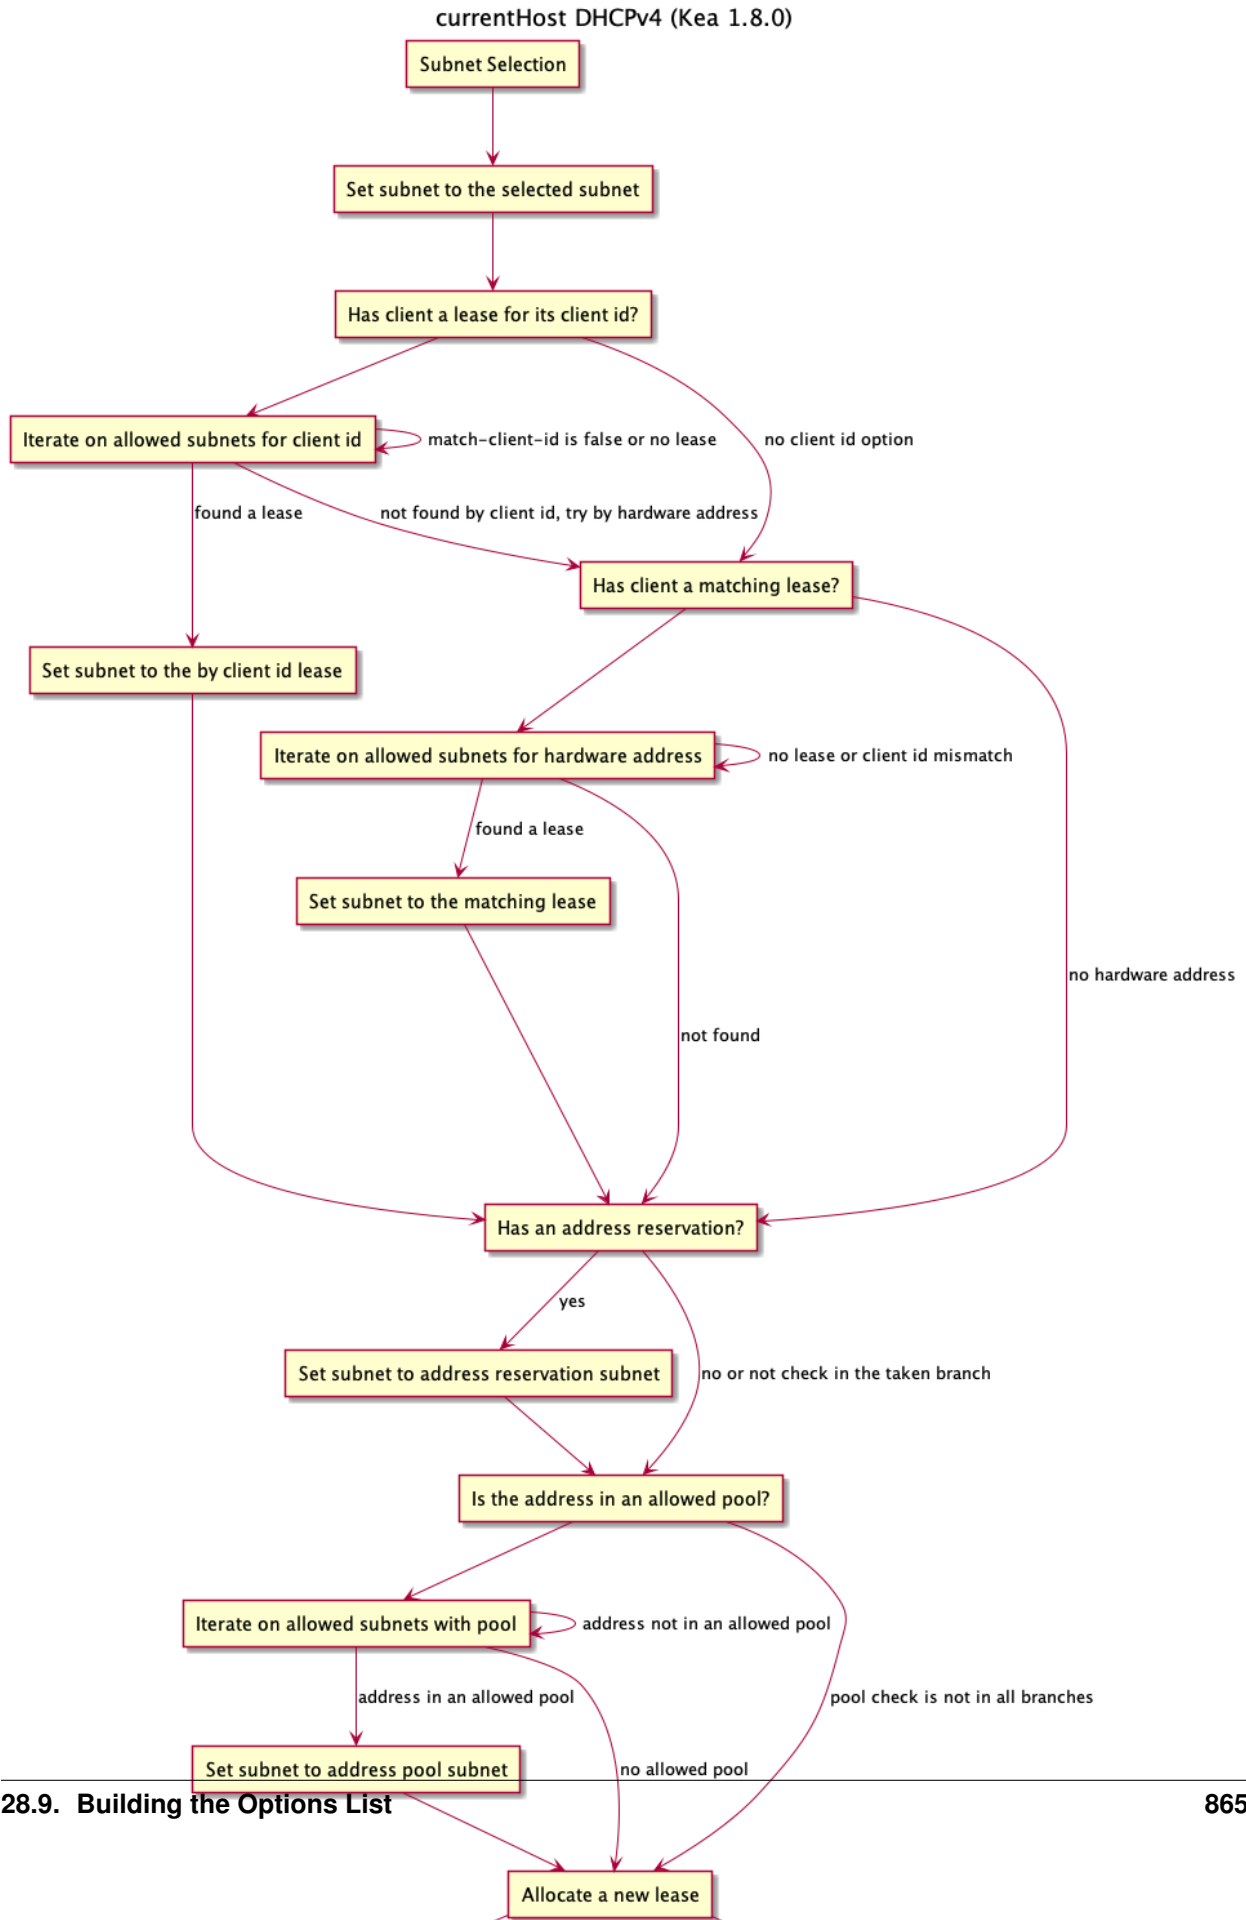 currentHost DHCPv4 (Kea 1.8.0)
Subnet Selection
Set subnet to the selected subnet
Has client a lease for its client id?
Iterate on allowed subnets for client id
match-client-id is false or no lease
no client id option
found a lease
not found by client id, try by hardware address
Has client a matching lease?
Set subnet to the by client id lease
Iterate on allowed subnets for hardware address
no lease or client id mismatch
found a lease
Set subnet to the matching lease
no hardware address
not found
Has an address reservation?
yes
Set subnet to address reservation subnet
no or not check in the taken branch
Is the address in an allowed pool?
Iterate on allowed subnets with pool
address not in an allowed pool
address in an allowed pool
pool check is not in all branches
Set subnet to address pool subnet
no allowed pool
28.9. Building the Options List
865
Allocate a new lease